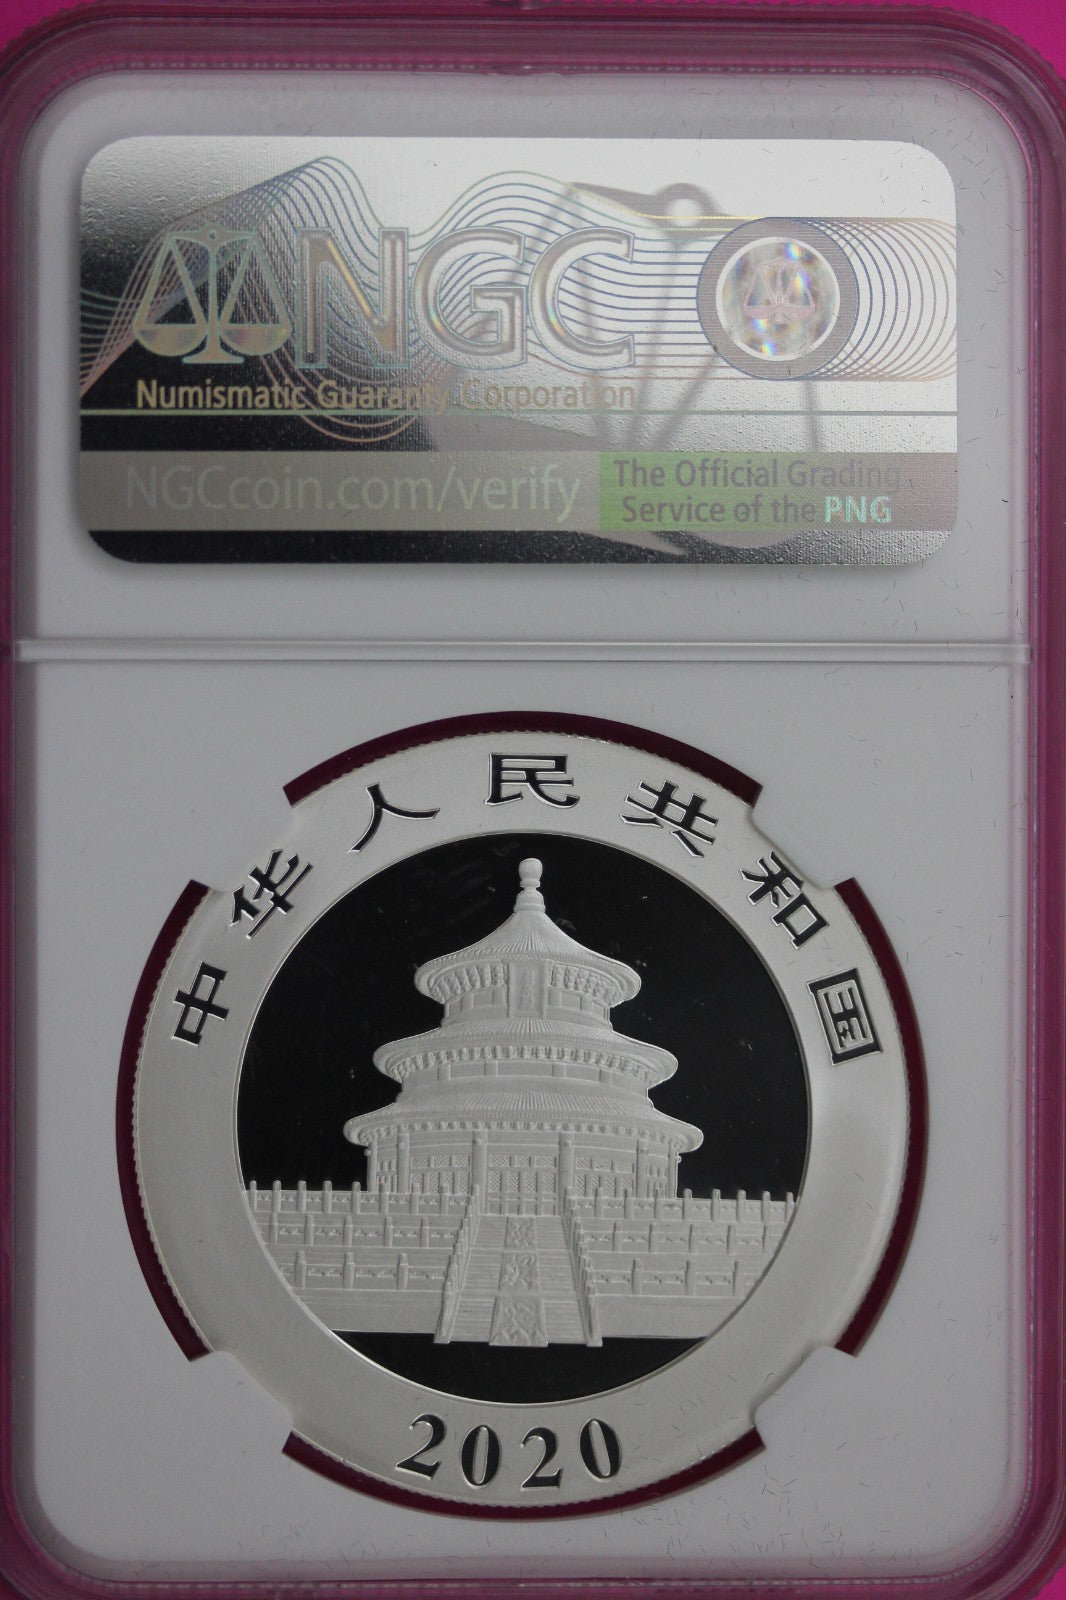 NGC
Numismatic Guaranty Corporation
NGCcoin.com/verify
The Official Grading
Service of the PNG
中华人民共和国
2020